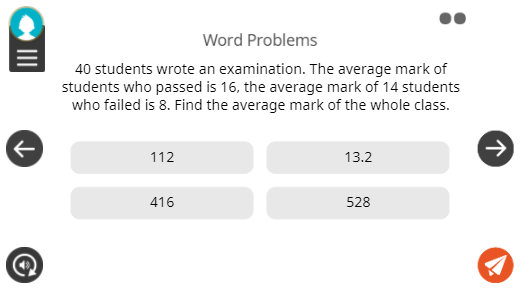 Word Problems
40 students wrote an examination. The average mark of
students who passed is 16, the average mark of 14 students
who failed is 8. Find the average mark of the whole class.
112
13.2
416
528